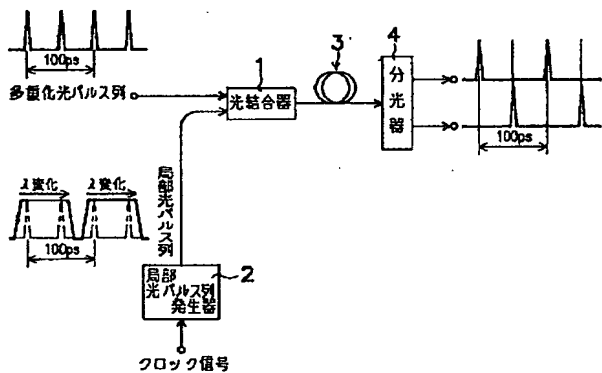 100ps
多重化光パルス列
1
光結合器
3
4
分光器
100ps
λ変化 λ変化
100ps
局部光パルス列
局部
光パルス列
発生器
2
クロック信号